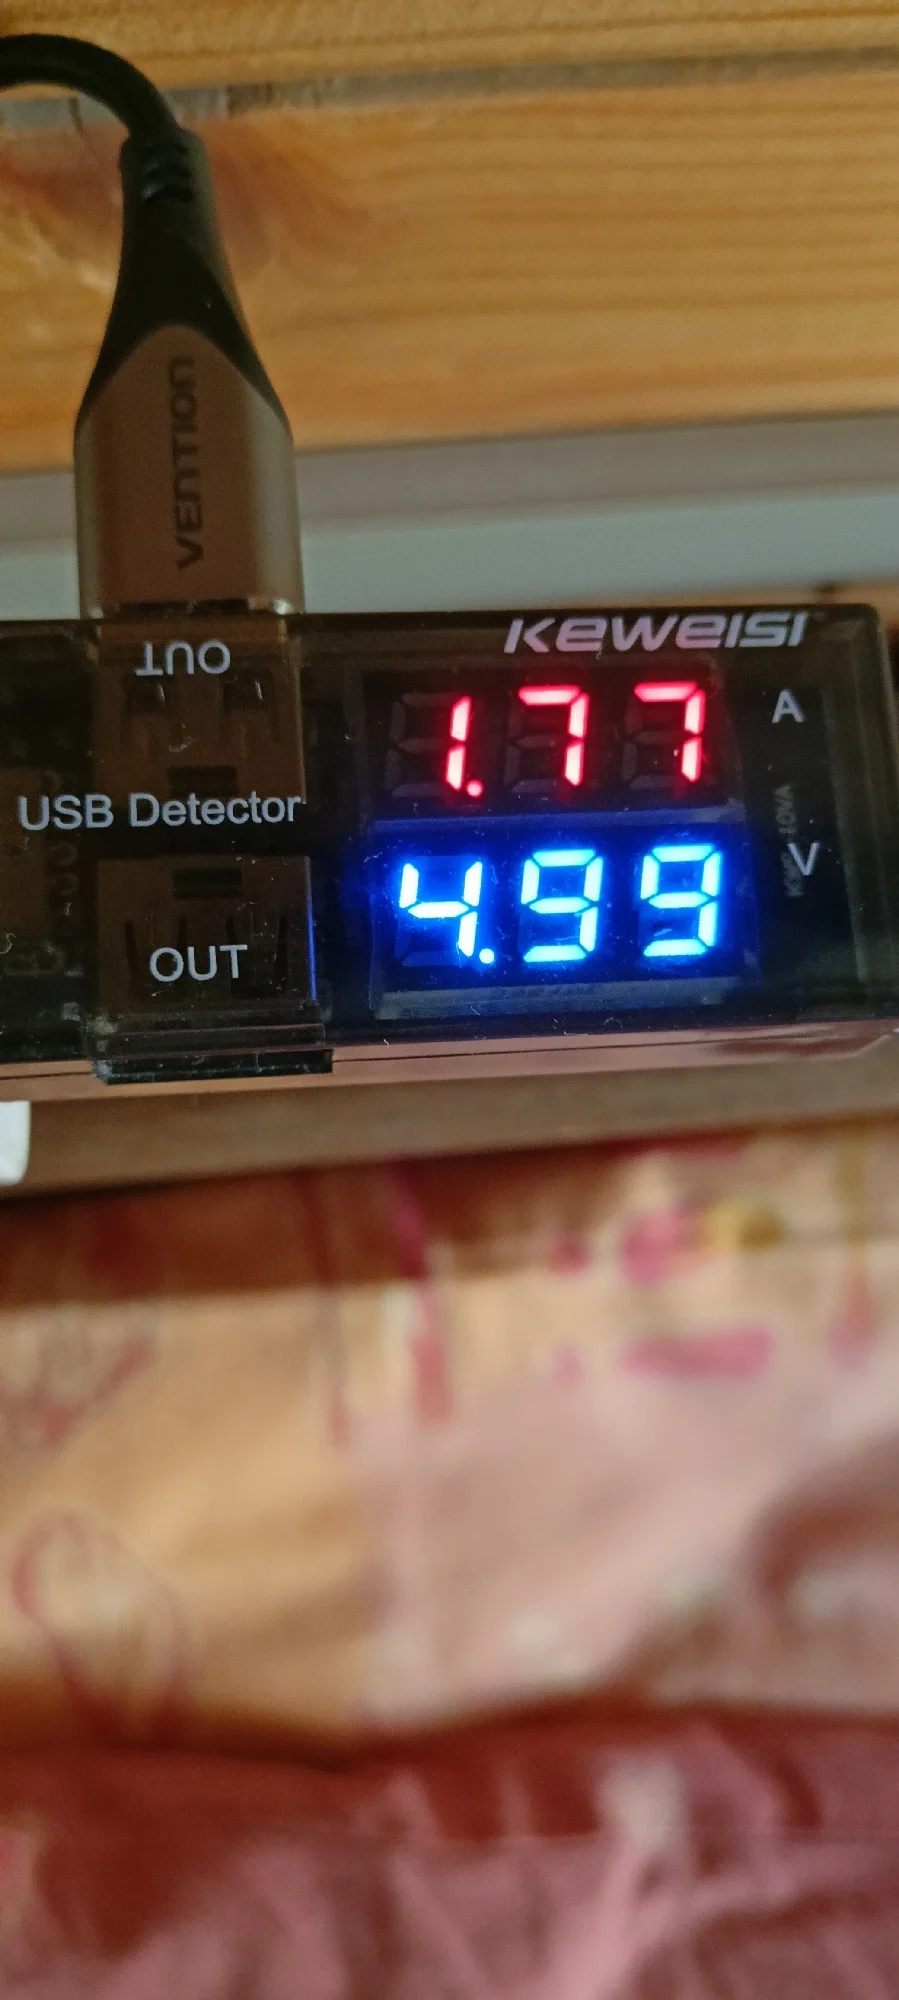 VENTION
KEWEISI
OUT
1.77 A
USB Detector
4.99 V
OUT